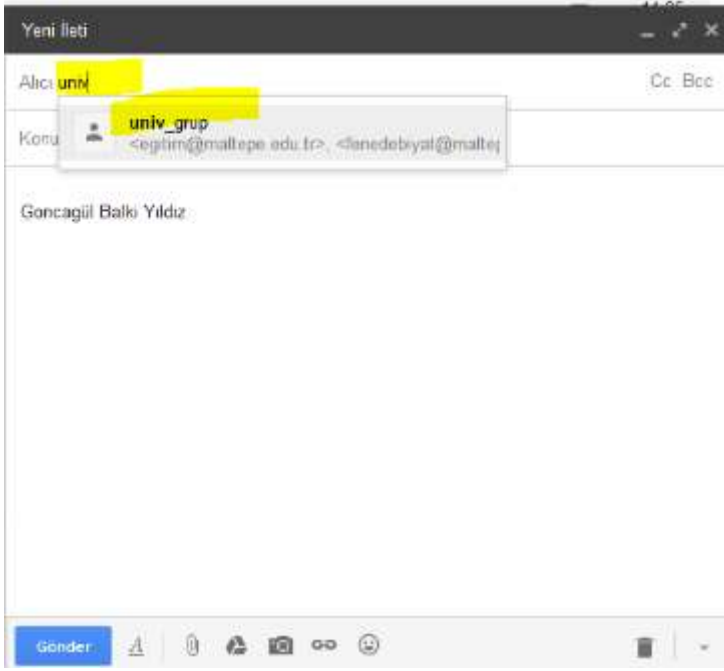 Yeni İleti
Alıcı univ
Cc Bcc
univ_grup
Konu
<egitim@maltepe.edu.tr>, <fenedebiyat@maltep
Goncagül Balkı Yıldız
Gönder